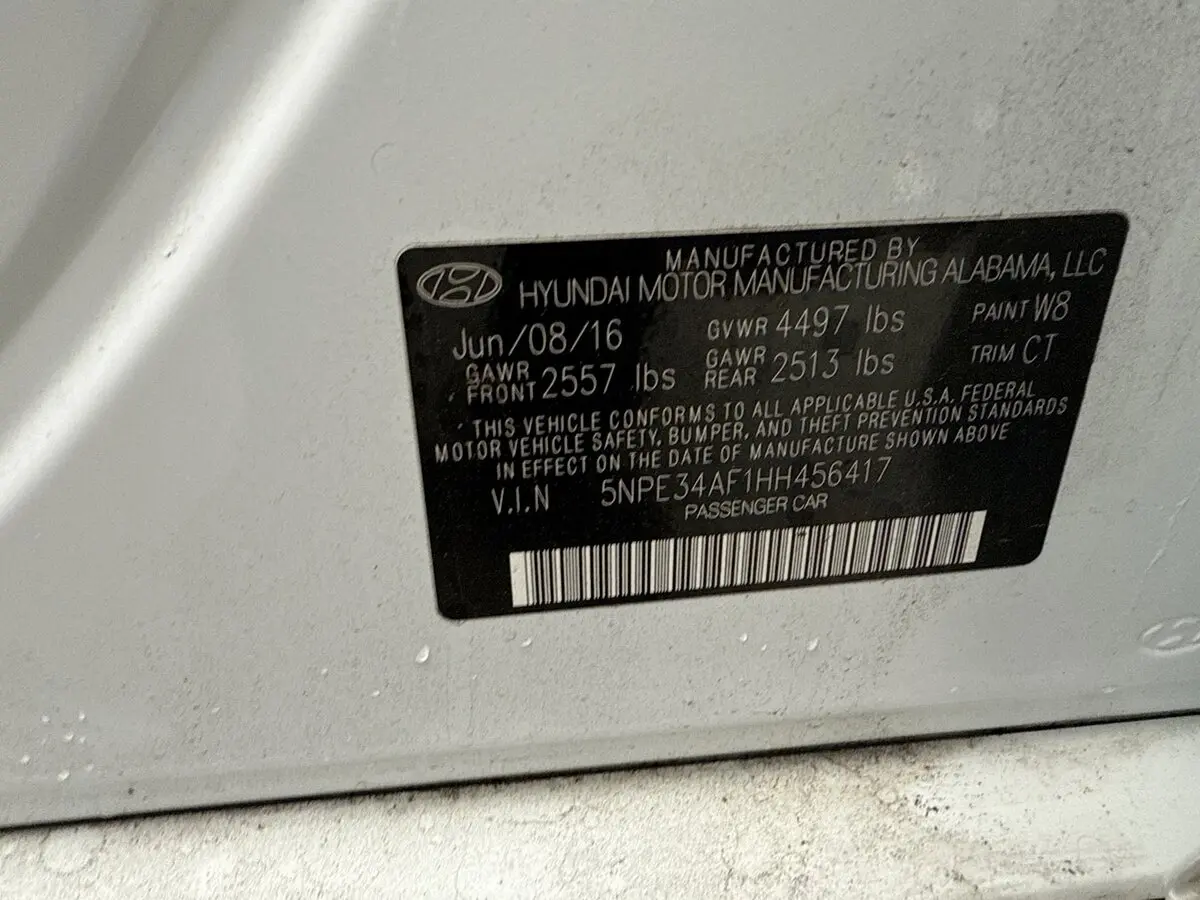 MANUFACTURED BY
HYUNDAI MOTOR MANUFACTURING ALABAMA, LLC
Jun/08/16 GVWR 4497 lbs PAINT W8
GAWR FRONT 2557 lbs GAWR REAR 2513 lbs TRIM CT
THIS VEHICLE CONFORMS TO ALL APPLICABLE U.S.A. FEDERAL
MOTOR VEHICLE SAFETY, BUMPER, AND THEFT PREVENTION STANDARDS
IN EFFECT ON THE DATE OF MANUFACTURE SHOWN ABOVE
V.I.N 5NPE34AF1HH456417
PASSENGER CAR